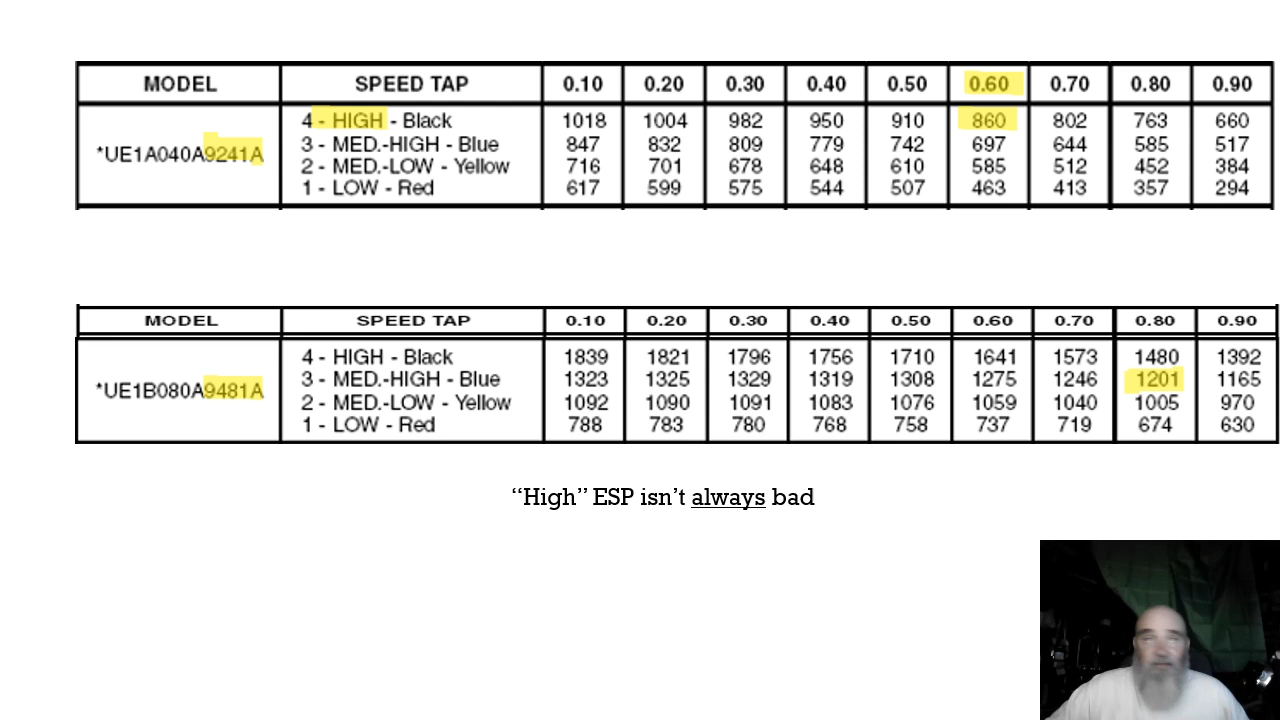 MODEL SPEED TAP 0.10 0.20 0.30 0.40 0.50 0.60 0.70 0.80 0.90
*UE1A040A9241A
4 - HIGH - Black 1018 1004 982 950 910 860 802 763 660
3 - MED.-HIGH - Blue 847 832 809 779 742 697 644 585 517
2 - MED-LOW - Yellow 716 701 678 648 610 585 512 452 384
1 - LOW - Red 617 599 575 544 507 463 413 357 294
MODEL SPEED TAP 0.10 0.20 0.30 0.40 0.50 0.60 0.70 0.80 0.90
*UE1B080A9481A
4 - HIGH - Black 1839 1821 1796 1756 1710 1641 1573 1480 1392
3 - MED.-HIGH - Blue 1323 1325 1329 1319 1308 1275 1246 1201 1165
2 - MED.-LOW - Yellow 1092 1090 1091 1083 1076 1059 1040 1005 970
1 - LOW - Red 788 783 780 768 758 737 719 674 630
“High” ESP isn’t always bad